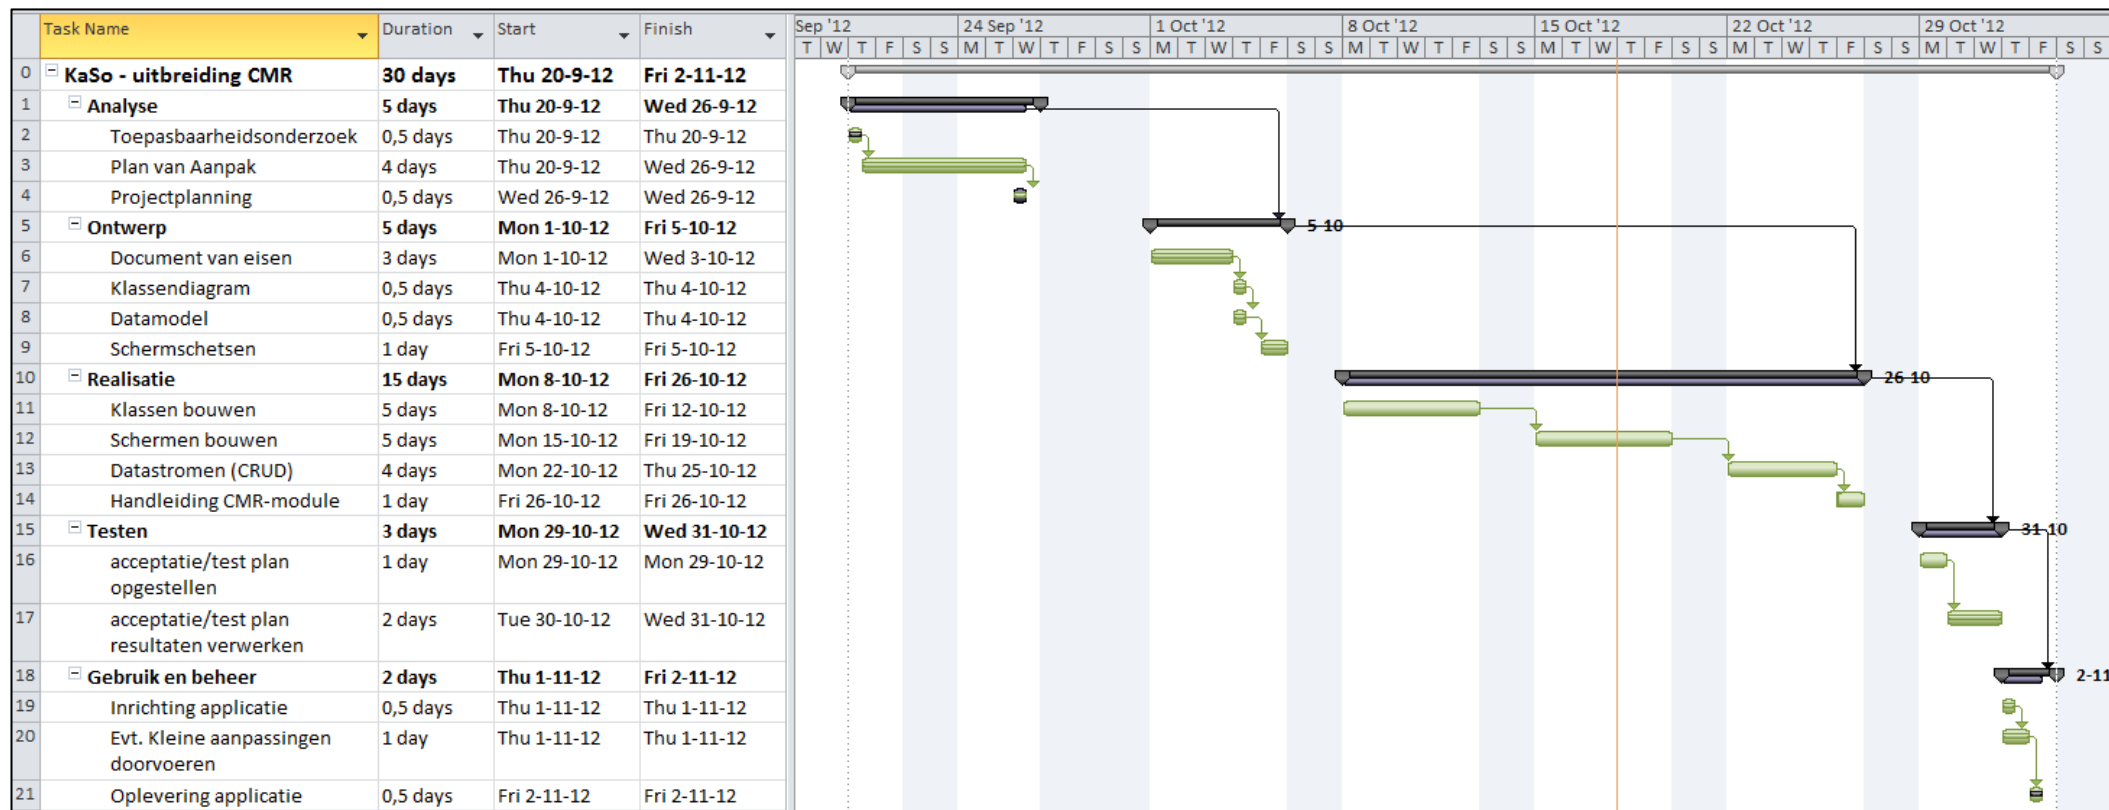 Task Name Duration Start Finish Sep '12 24 Sep '12 1 Oct '12 8 Oct '12 15 Oct '12 22 Oct '12 29 Oct '12
T W T F S S M T W T F S S M T W T F S S M T W T F S S M T W T F S S M T W T F S S M T W T F S S
0 KaSo - uitbreiding CMR 30 days Thu 20-9-12 Fri 2-11-12
1 Analyse 5 days Thu 20-9-12 Wed 26-9-12
2 Toepasbaarheidsonderzoek 0,5 days Thu 20-9-12 Thu 20-9-12
3 Plan van Aanpak 4 days Thu 20-9-12 Wed 26-9-12
4 Projectplanning 0,5 days Wed 26-9-12 Wed 26-9-12
5 Ontwerp 5 days Mon 1-10-12 Fri 5-10-12 5-10
6 Document van eisen 3 days Mon 1-10-12 Wed 3-10-12
7 Klassendiagram 0,5 days Thu 4-10-12 Thu 4-10-12
8 Datamodel 0,5 days Thu 4-10-12 Thu 4-10-12
9 Schermschetsen 1 day Fri 5-10-12 Fri 5-10-12
10 Realisatie 15 days Mon 8-10-12 Fri 26-10-12 26-10
11 Klassen bouwen 5 days Mon 8-10-12 Fri 12-10-12
12 Schermen bouwen 5 days Mon 15-10-12 Fri 19-10-12
13 Datastromen (CRUD) 4 days Mon 22-10-12 Thu 25-10-12
14 Handleiding CMR-module 1 day Fri 26-10-12 Fri 26-10-12
15 Testen 3 days Mon 29-10-12 Wed 31-10-12 31-10
16 acceptatie/test plan 1 day Mon 29-10-12 Mon 29-10-12
opgestellen
17 acceptatie/test plan 2 days Tue 30-10-12 Wed 31-10-12
resultaten verwerken
18 Gebruik en beheer 2 days Thu 1-11-12 Fri 2-11-12 2-11
19 Inrichting applicatie 0,5 days Thu 1-11-12 Thu 1-11-12
20 Evt. Kleine aanpassingen 1 day Thu 1-11-12 Thu 1-11-12
doorvoeren
21 Oplevering applicatie 0,5 days Fri 2-11-12 Fri 2-11-12